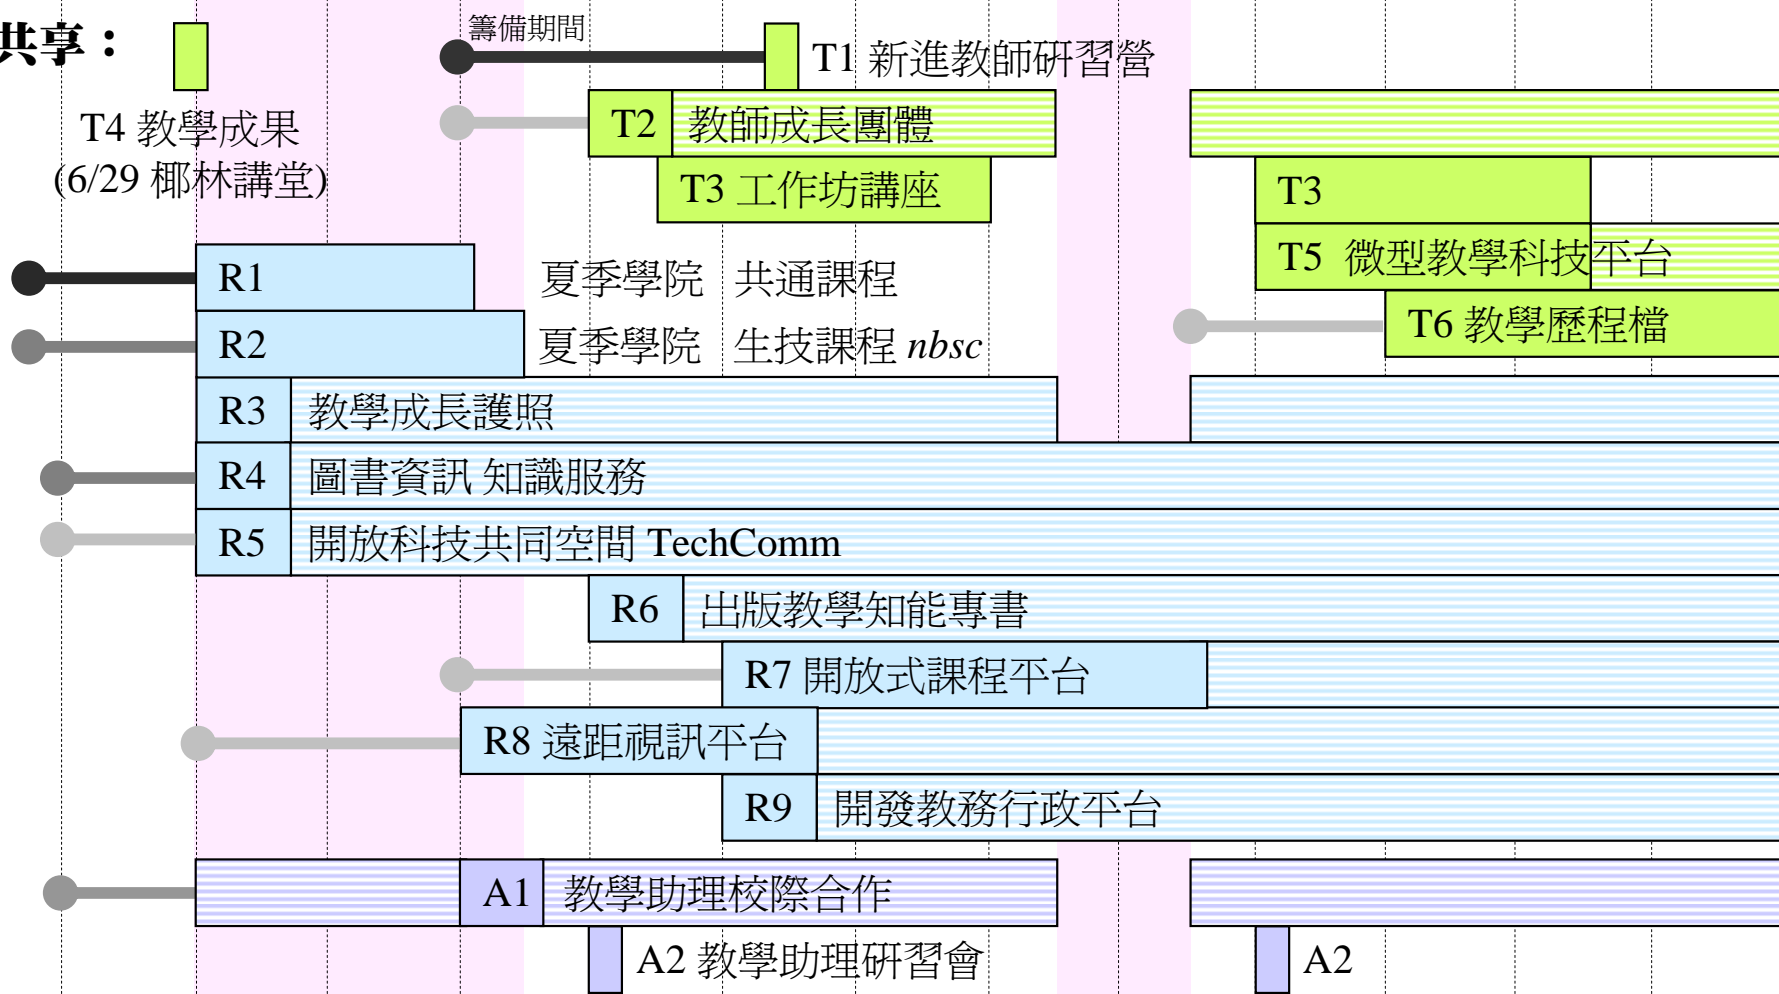 共享：
籌備期間
T1 新進教師研習營
T4 教學成果
(6/29 椰林講堂)
T2 教師成長團體
T3 工作坊講座
T3
T5 微型教學科技平台
T6 教學歷程檔
R1 夏季學院 共通課程
R2 夏季學院 生技課程 nbsc
R3 教學成長護照
R4 圖書資訊 知識服務
R5 開放科技共同空間 TechComm
R6 出版教學知能專書
R7 開放式課程平台
R8 遠距視訊平台
R9 開發教務行政平台
A1 教學助理校際合作
A2 教學助理研習會
A2